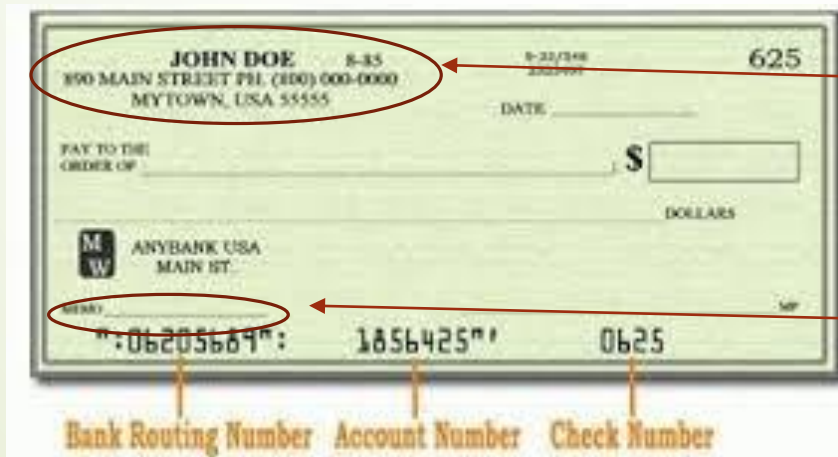 JOHN DOE 8-85
890 MAIN STREET PH. (000) 000-0000
MYTOWN, USA 55555
625
DATE
PAY TO THE
ORDER OF
$
DOLLARS
M
W
ANYBANK USA
MAIN ST.
MEMO
MP
":06205689":
1856425"'
0625
Bank Routing Number
Account Number
Check Number